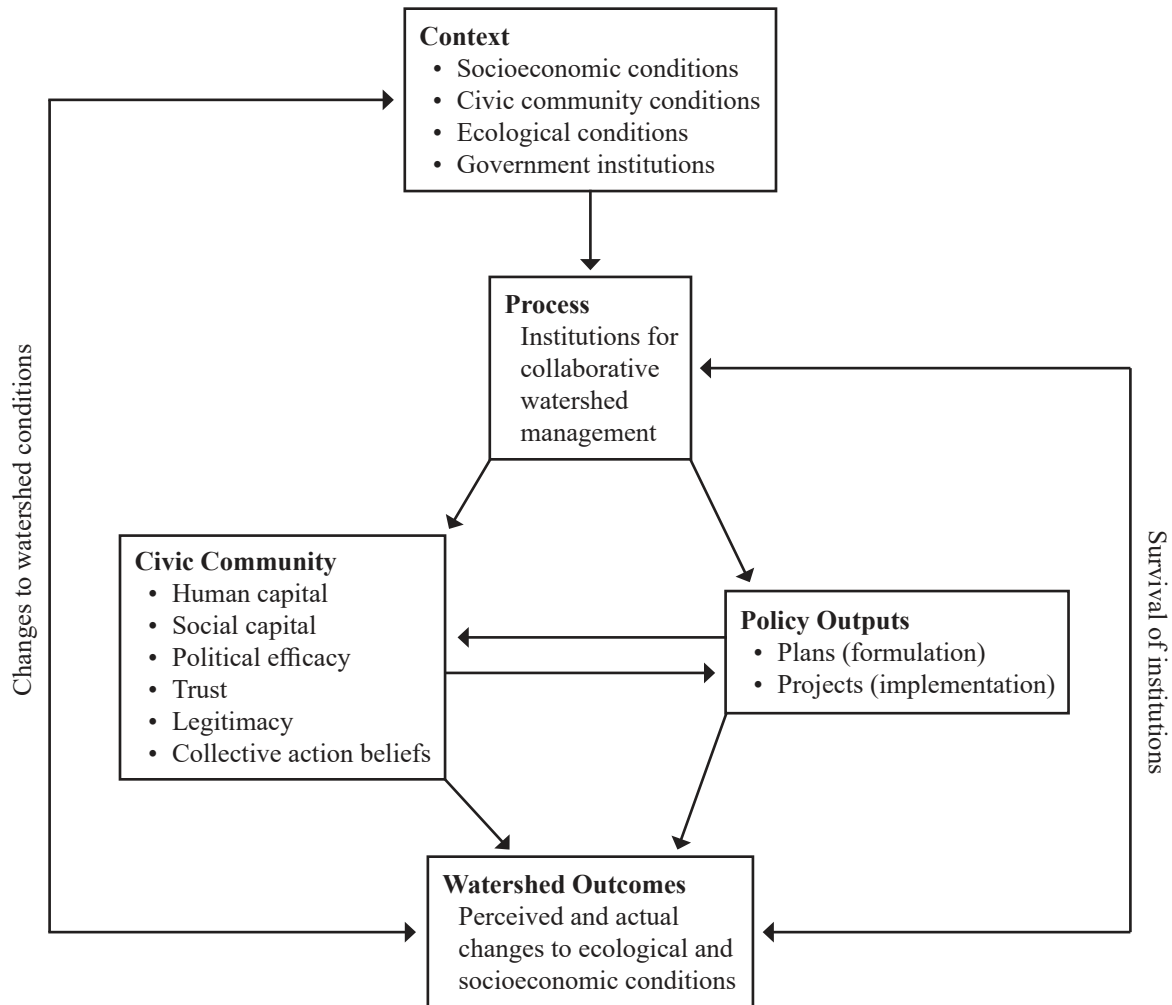 Context
• Socioeconomic conditions
• Civic community conditions
• Ecological conditions
• Government institutions
Process
Institutions for
collaborative
watershed
management
Changes to watershed conditions
Survival of
institutions
Civic Community
• Human capital
• Social capital
• Political efficacy
• Trust
• Legitimacy
• Collective action beliefs
Policy Outputs
• Plans (formulation)
• Projects (implementation)
Watershed Outcomes
Perceived and actual
changes to ecological and
socioeconomic conditions